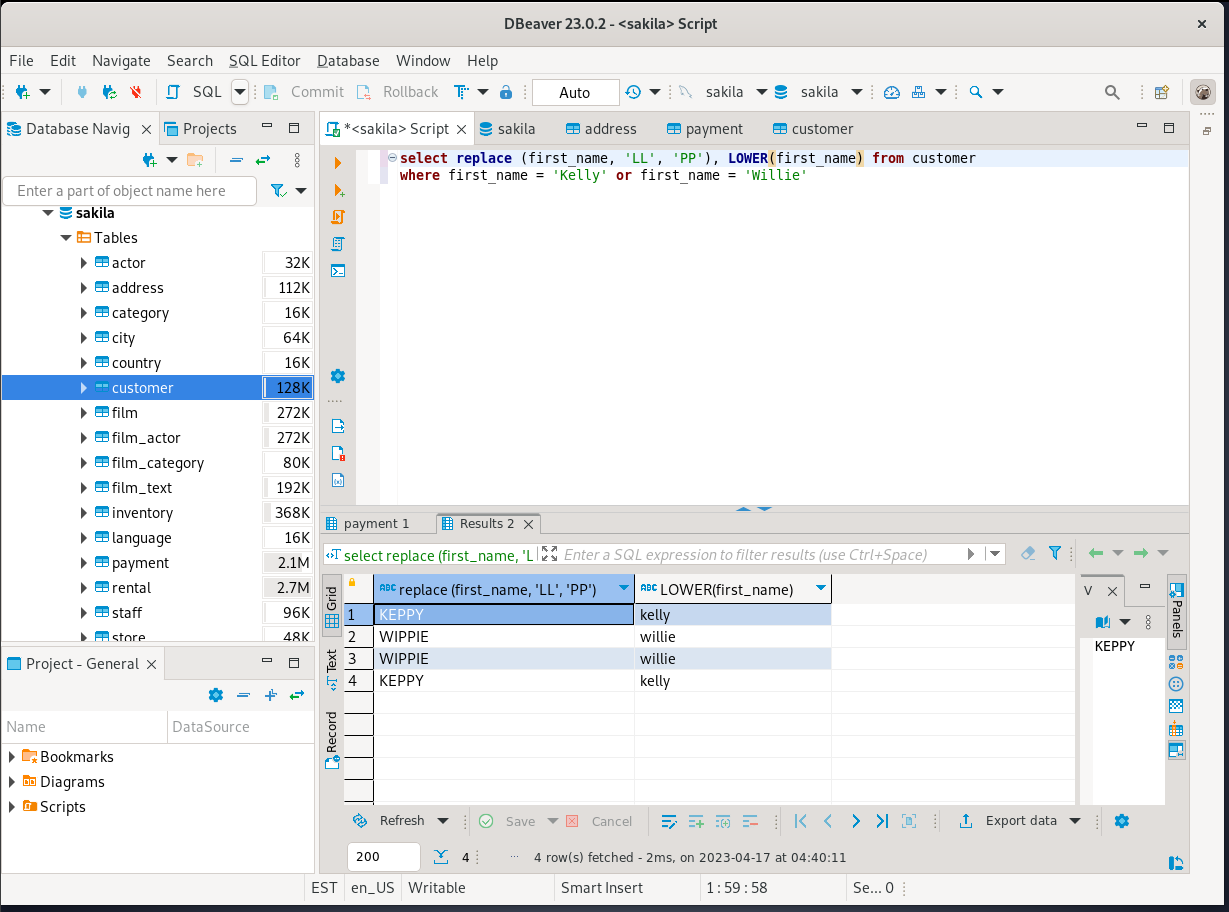 DBeaver 23.0.2 - <sakila> Script
File Edit Navigate Search SQL Editor Database Window Help
SQL Commit Rollback Auto sakila sakila
Database Navig Projects
*<sakila> Script sakila address payment customer
Enter a part of object name here
select replace (first_name, 'LL', 'PP'), LOWER(first_name) from customer
where first_name = 'Kelly' or first_name = 'Willie'
sakila
Tables
actor 32K
address 112K
category 16K
city 64K
country 16K
customer 128K
film 272K
film_actor 272K
film_category 80K
film_text 192K
inventory 368K
language 16K
payment 2.1M
rental 2.7M
staff 96K
store 48K
payment 1 Results 2
select replace (first_name, 'L Enter a SQL expression to filter results (use Ctrl+Space)
Grid
Text
Record
ABC replace (first_name, 'LL', 'PP') ABC LOWER(first_name)
1 KEPPY kelly
2 WIPPIE willie
3 WIPPIE willie
4 KEPPY kelly
V
KEPPY
Panels
Project - General
Name DataSource
Bookmarks
Diagrams
Scripts
Refresh Save Cancel Export data
200 4 ... 4 row(s) fetched - 2ms, on 2023-04-17 at 04:40:11
EST en_US Writable Smart Insert 1 : 59 : 58 Se... 0